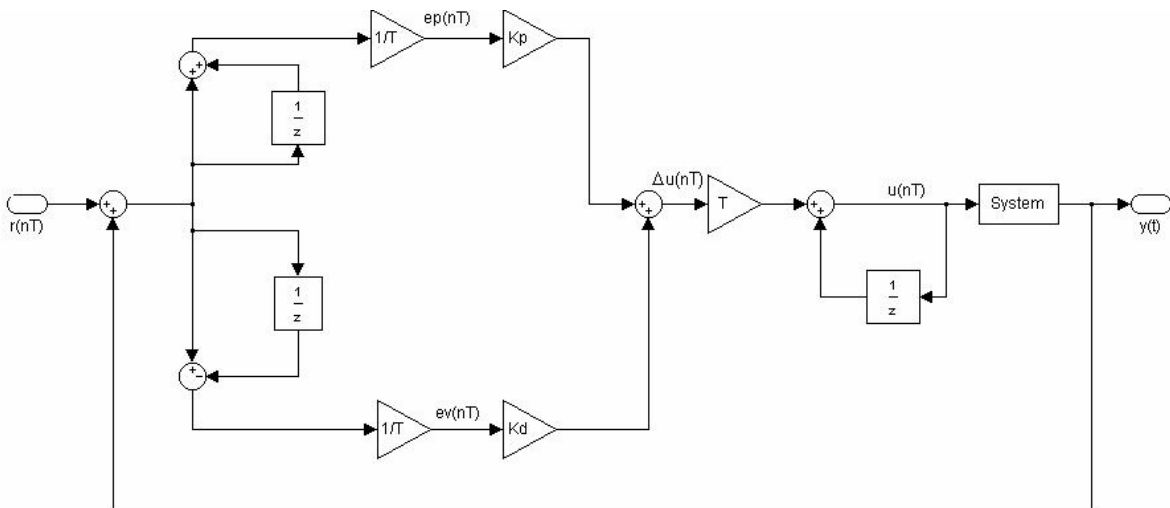 ep(nT)
1/T
Kp
++
1
z
Δu(nT)
u(nT)
r(nT)
++
++
T
++
System
y(t)
1
z
1
z
+−
ev(nT)
1/T
Kd